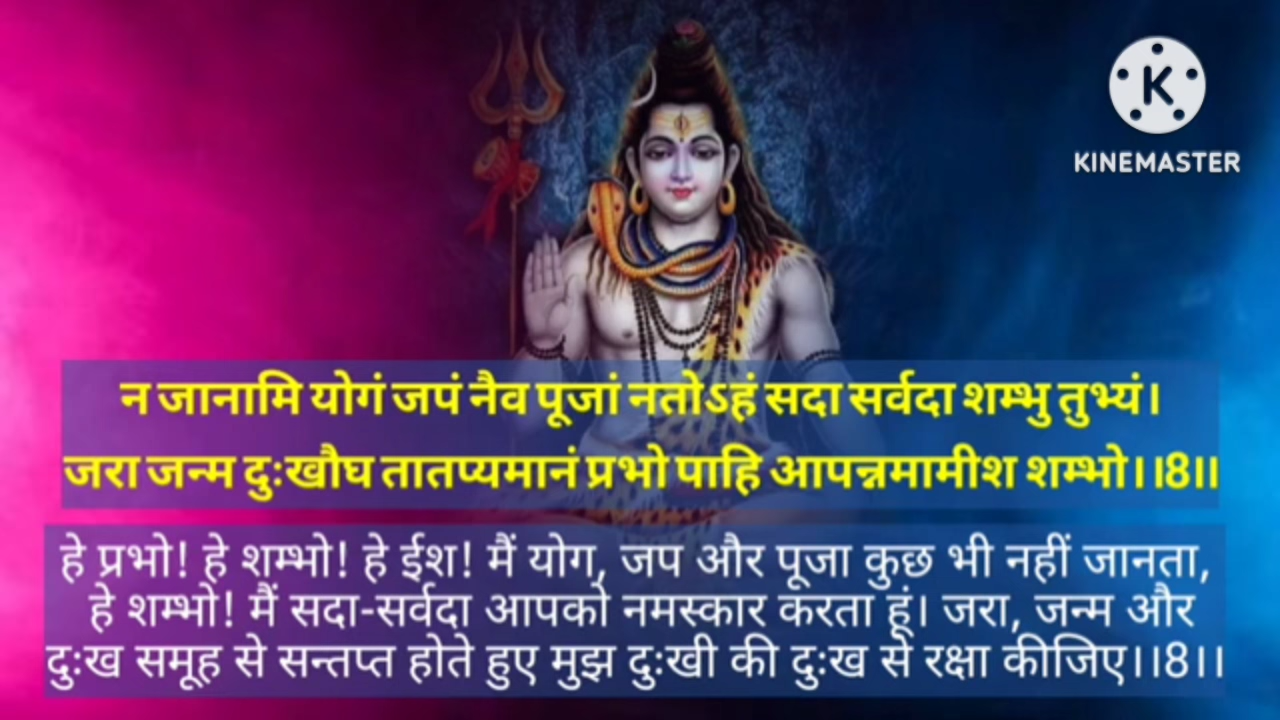 K
KINEMASTER
न जानामि योगं जपं नैव पूजां नतोऽहं सदा सर्वदा शम्भु तुभ्यं।
जरा जन्म दुःखौघ तातप्यमानं प्रभो पाहि आपन्नमामीश शम्भो।।8।।
हे प्रभो! हे शम्भो! हे ईश! मैं योग, जप और पूजा कुछ भी नहीं जानता,
हे शम्भो! मैं सदा-सर्वदा आपको नमस्कार करता हूं। जरा, जन्म और
दुःख समूह से सन्तप्त होते हुए मुझ दुःखी की दुःख से रक्षा कीजिए।।8।।